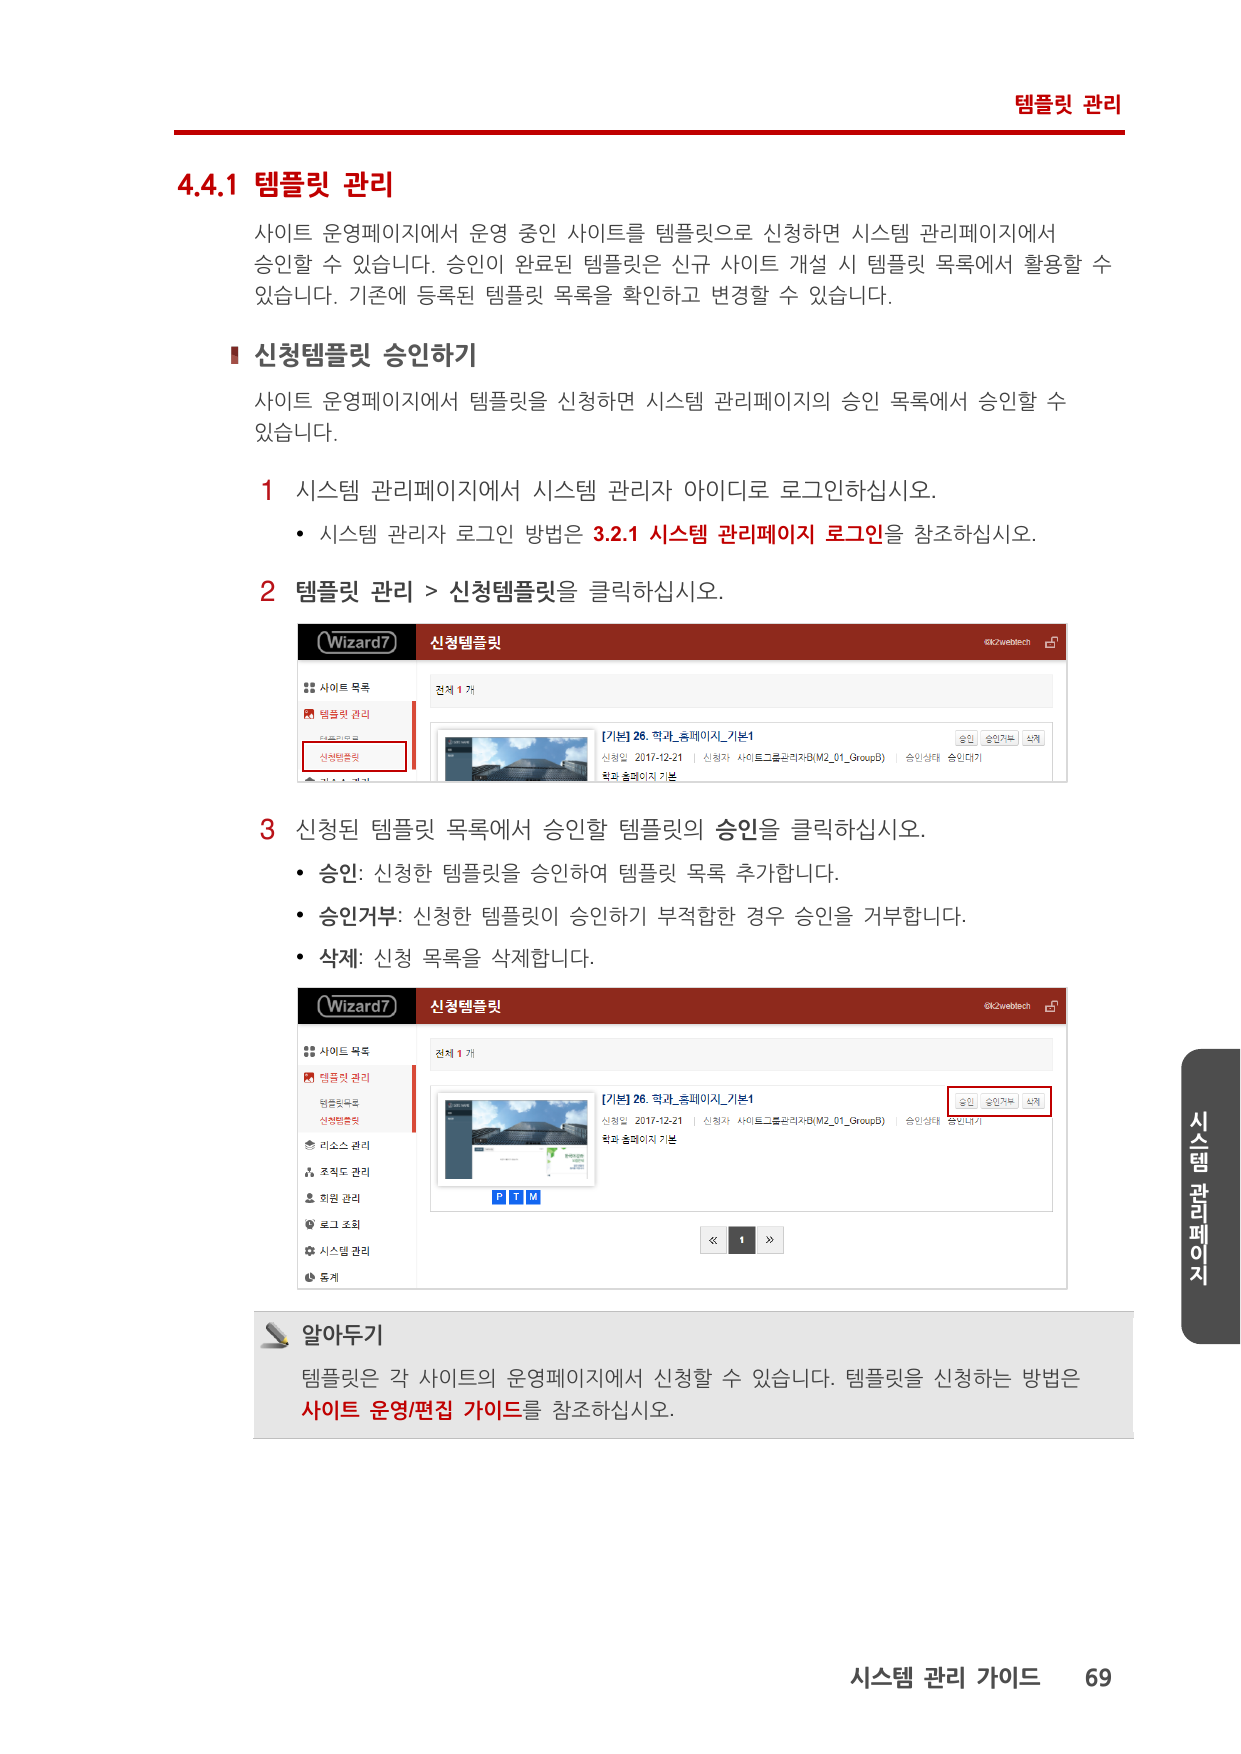 템플릿 관리
4.4.1 템플릿 관리
사이트 운영페이지에서 운영 중인 사이트를 템플릿으로 신청하면 시스템 관리페이지에서
승인할 수 있습니다. 승인이 완료된 템플릿은 신규 사이트 개설 시 템플릿 목록에서 활용할 수
있습니다. 기존에 등록된 템플릿 목록을 확인하고 변경할 수 있습니다.
신청템플릿 승인하기
사이트 운영페이지에서 템플릿을 신청하면 시스템 관리페이지의 승인 목록에서 승인할 수
있습니다.
1 시스템 관리페이지에서 시스템 관리자 아이디로 로그인하십시오.
• 시스템 관리자 로그인 방법은 3.2.1 시스템 관리페이지 로그인을 참조하십시오.
2 템플릿 관리 > 신청템플릿을 클릭하십시오.
Wizard7 신청템플릿 @k2webtech
사이트 목록
전체 1 개
템플릿 관리
신청템플릿
[기본] 26. 학과_홈페이지_기본1
승인 승인거부 삭제
신청일 2017-12-21 | 신청자 사이트그룹관리자B(M2_01_GroupB) | 승인상태 승인대기
학과 홈페이지 기본
3 신청된 템플릿 목록에서 승인할 템플릿의 승인을 클릭하십시오.
• 승인: 신청한 템플릿을 승인하여 템플릿 목록 추가합니다.
• 승인거부: 신청한 템플릿이 승인하기 부적합한 경우 승인을 거부합니다.
• 삭제: 신청 목록을 삭제합니다.
Wizard7 신청템플릿 @k2webtech
사이트 목록
템플릿 관리
템플릿목록
신청템플릿
리소스 관리
조직도 관리
회원 관리
로그 조회
시스템 관리
통계
전체 1 개
[기본] 26. 학과_홈페이지_기본1
승인 승인거부 삭제
신청일 2017-12-21 | 신청자 사이트그룹관리자B(M2_01_GroupB) | 승인상태 승인대기
학과 홈페이지 기본
P T M
« 1 »
알아두기
템플릿은 각 사이트의 운영페이지에서 신청할 수 있습니다. 템플릿을 신청하는 방법은
사이트 운영/편집 가이드를 참조하십시오.
시스템 관리페이지
시스템 관리 가이드 69